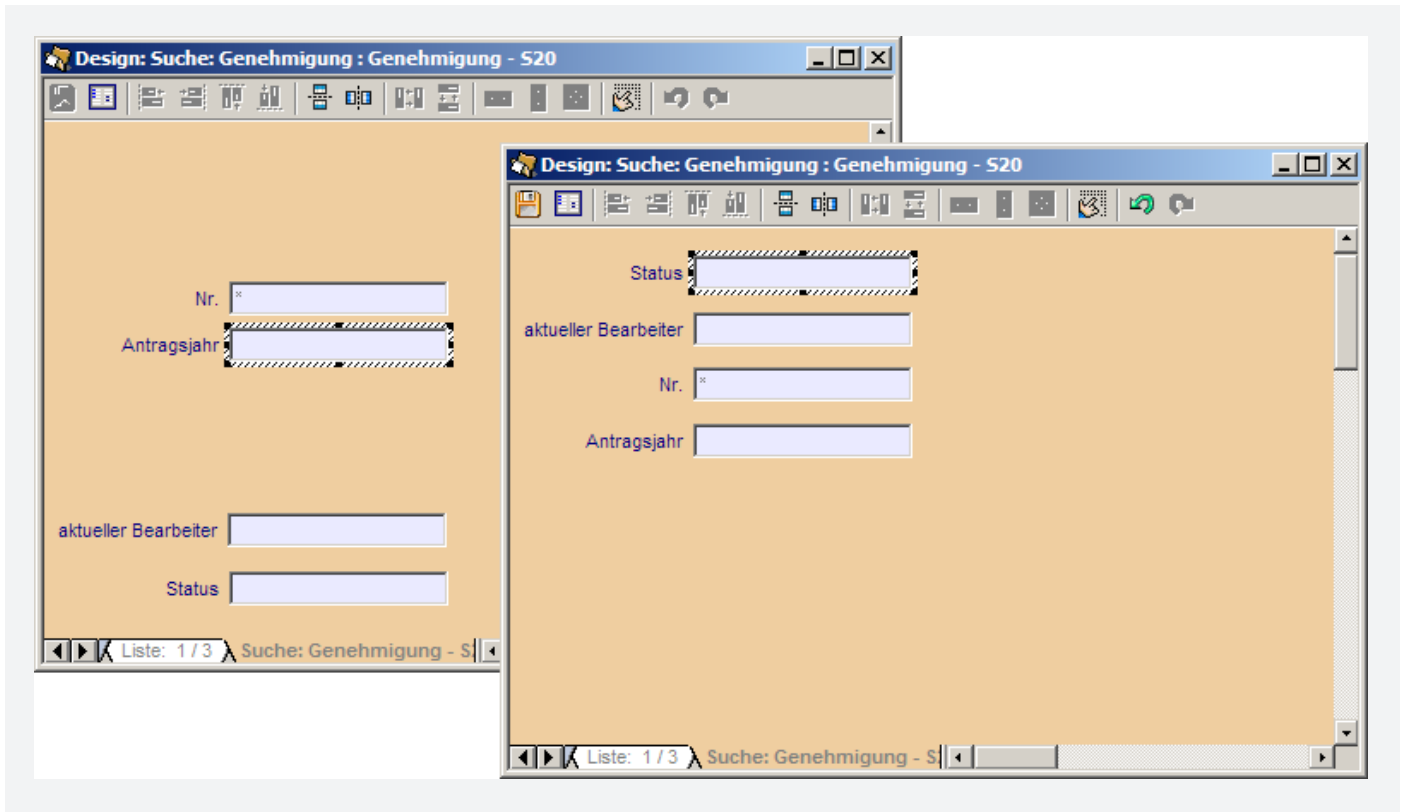 Design: Suche: Genehmigung : Genehmigung - S20
Nr. *
Antragsjahr
aktueller Bearbeiter
Status
Liste: 1 / 3 Suche: Genehmigung - S
Design: Suche: Genehmigung : Genehmigung - S20
Status
aktueller Bearbeiter
Nr. *
Antragsjahr
Liste: 1 / 3 Suche: Genehmigung - S